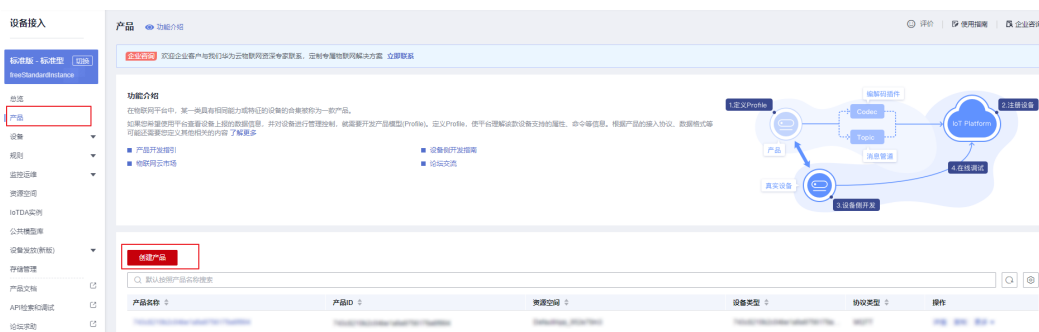 设备接入
产品
功能介绍
评价
使用指南
企业咨询
标准版 - 标准型
切换
freeStandardInstance
企业咨询 欢迎企业客户与我们华为云物联网资深专家联系，定制专属物联网解决方案 立即联系
总览
产品
设备
规则
监控运维
资源空间
IoTDA实例
公共模型库
设备发放(新版)
存储管理
产品文档
API检索和调试
论坛求助
功能介绍
在物联网平台中，某一类具有相同能力或特征的设备的合集被称为一款产品。
如果您希望使用平台查看设备上报的数据信息，并对设备进行管理控制，就需要开发产品模型(Profile)。定义Profile，使平台理解该款设备支持的属性、命令等信息。根据产品的接入协议、数据格式等
可能还需要您定义其他相关的内容 了解更多
产品开发指引
设备侧开发指南
物联网云市场
论坛交流
1.定义Profile
编解码插件
Codec
2.注册设备
IoT Platform
Topic
产品
消息管道
4.在线调试
真实设备
3.设备侧开发
创建产品
默认按照产品名称搜索
产品名称
产品ID
资源空间
设备类型
协议类型
操作